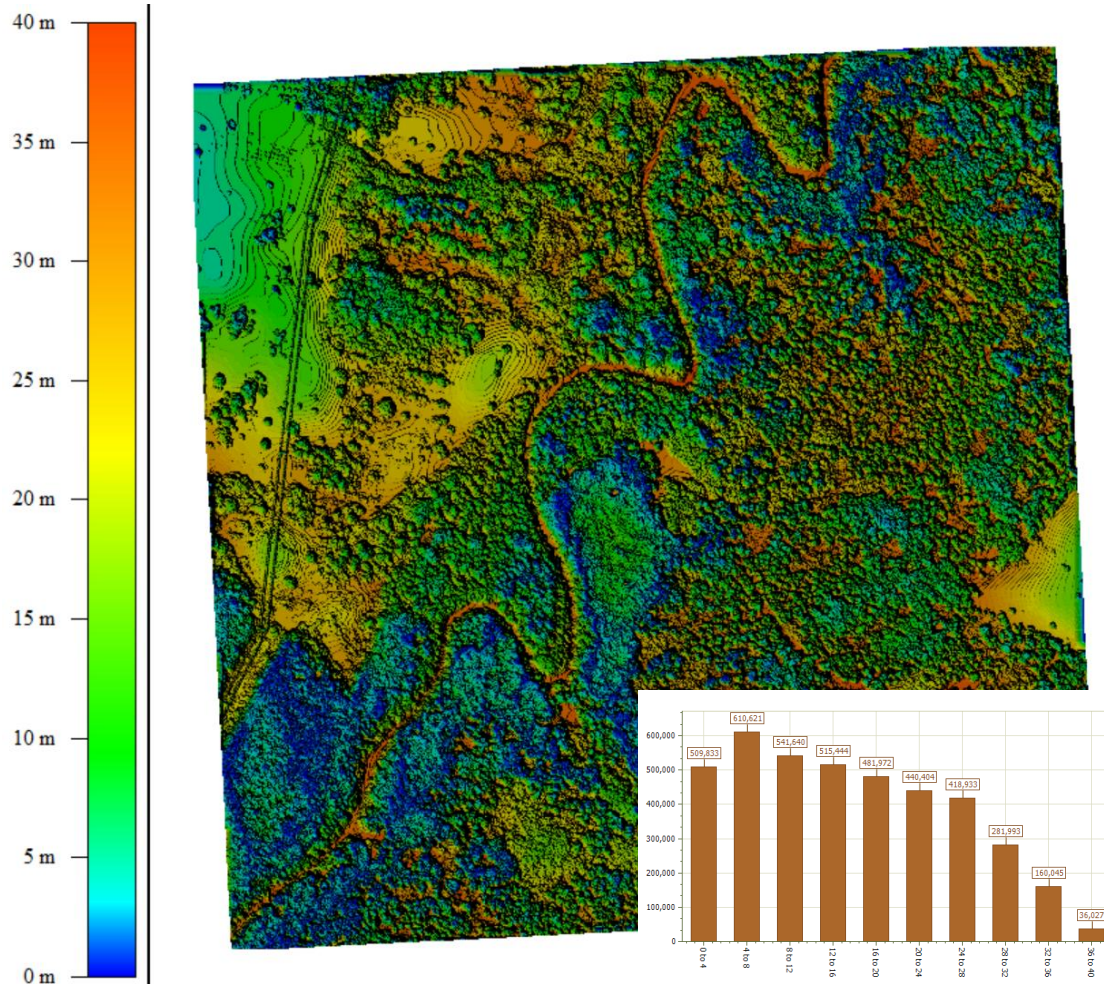 40 m
35 m
30 m
25 m
20 m
15 m
10 m
5 m
0 m
600,000
500,000
400,000
300,000
200,000
100,000
0
509,833
610,621
541,640
515,444
481,972
440,404
418,933
281,993
160,045
36,027
0 to 4
4 to 8
8 to 12
12 to 16
16 to 20
20 to 24
24 to 28
28 to 32
32 to 36
36 to 40